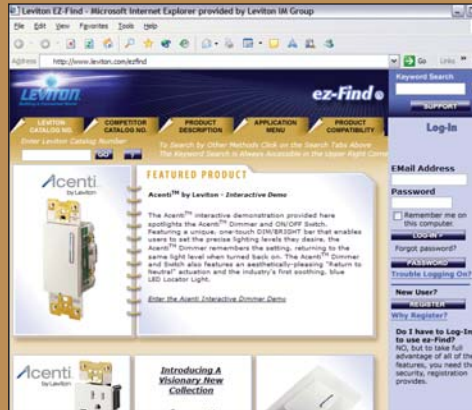 Leviton EZ-Find - Microsoft Internet Explorer provided by Leviton IM Group
File Edit View Favorites Tools Help
Address http://www.leviton.com/ezfind
Go Links
LEVITON
ez-Find
Keyword Search
SUPPORT
LEVITON CATALOG NO.
COMPETITOR CATALOG NO.
PRODUCT DESCRIPTION
APPLICATION MENU
PRODUCT COMPATIBILITY
Enter Leviton Catalog Number
GO ?
To Search by Other Methods Click on the Search Tabs Above
The Keyword Search is Always Accessible in the Upper Right Corne
Log-in
EMail Address
Password
Remember me on
this computer.
LOG-IN
Forgot password?
PASSWORD
Trouble Logging On?
New User?
REGISTER
Why Register?
Do I have to Log-In
to use ez-Find?
NO, but to take full
advantage of all of the
features, you need the
security, registration
provides.
Acenti
by Leviton
FEATURED PRODUCT
Acenti™ by Leviton - Interactive Demo
The Acenti™ interactive demonstration provided here
spotlights the Acenti™ Dimmer and ON/OFF Switch.
Featuring a unique, one-touch DIM/BRIGHT bar that enables
users to set the precise lighting levels they desire, the
Acenti™ Dimmer remembers the setting, returning to the
same light level when turned back on. The Acenti™ Dimmer
and Switch also features an aesthetically-pleasing "Return to
Neutral" actuation and the industry's first soothing, blue
LED Locator Light.
Enter the Acenti Interactive Dimmer Demo
Acenti
by Leviton
Introducing A
Visionary New
Collection